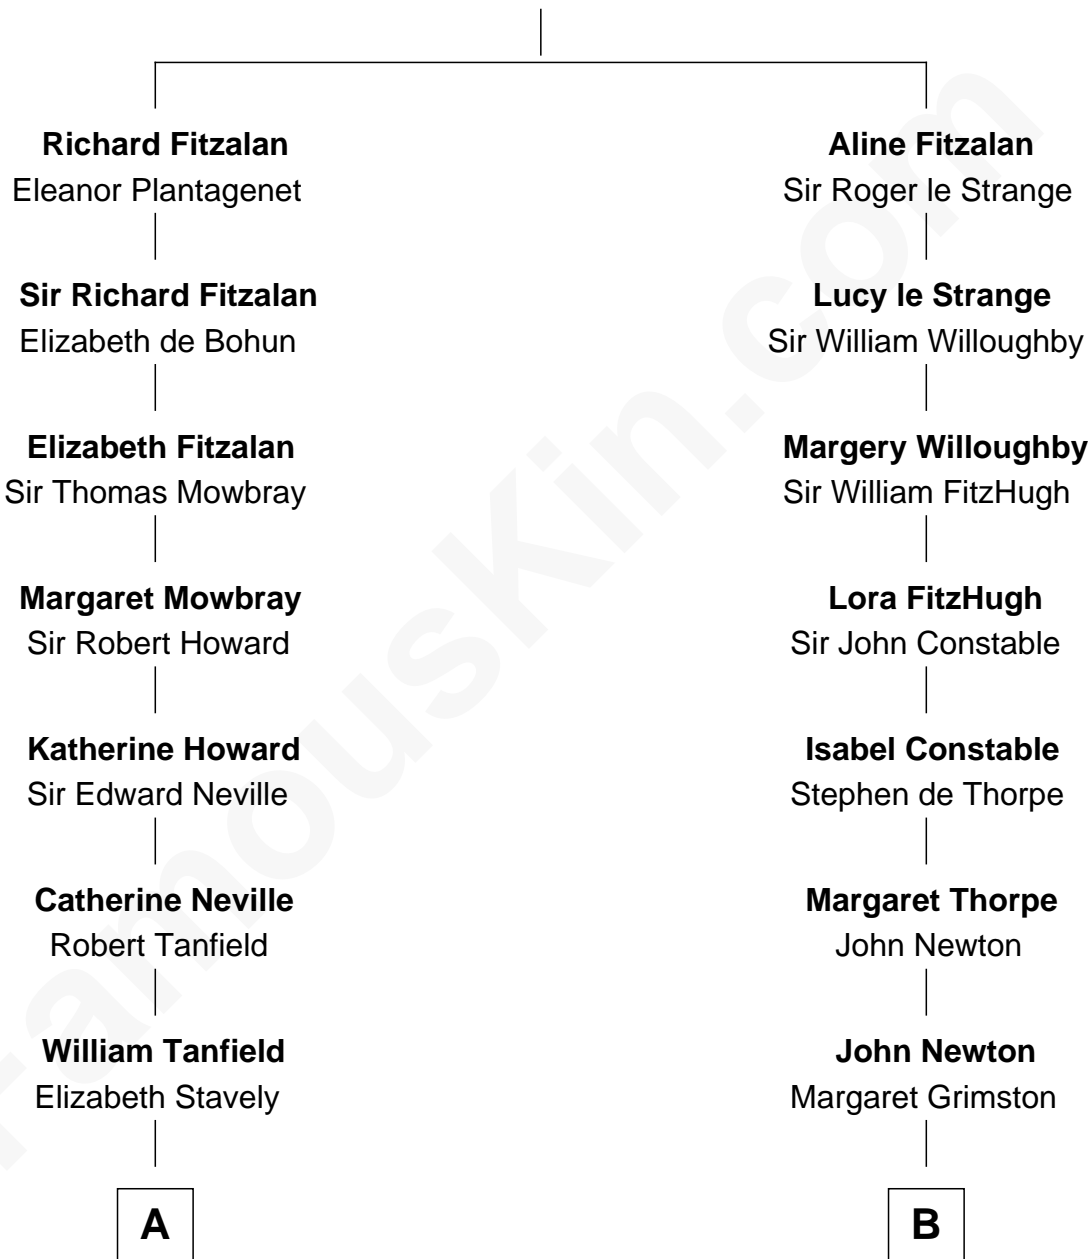 Richard Fitzalan
Eleanor Plantagenet
Sir Richard Fitzalan
Elizabeth de Bohun
Elizabeth Fitzalan
Sir Thomas Mowbray
Margaret Mowbray
Sir Robert Howard
Katherine Howard
Sir Edward Neville
Catherine Neville
Robert Tanfield
William Tanfield
Elizabeth Stavely
A
Aline Fitzalan
Sir Roger le Strange
Lucy le Strange
Sir William Willoughby
Margery Willoughby
Sir William FitzHugh
Lora FitzHugh
Sir John Constable
Isabel Constable
Stephen de Thorpe
Margaret Thorpe
John Newton
John Newton
Margaret Grimston
B
FamousKin.com